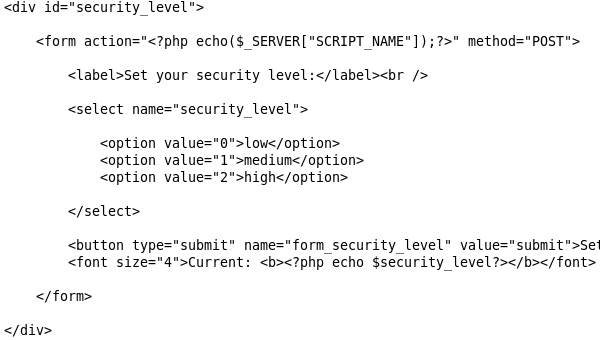 <div id="security_level">
<form action="<?php echo($_SERVER["SCRIPT_NAME"]);?>" method="POST">
<label>Set your security level:</label><br />
<select name="security_level">
<option value="0">low</option>
<option value="1">medium</option>
<option value="2">high</option>
</select>
<button type="submit" name="form_security_level" value="submit">Set
<font size="4">Current: <b><?php echo $security_level?></b></font>
</form>
</div>